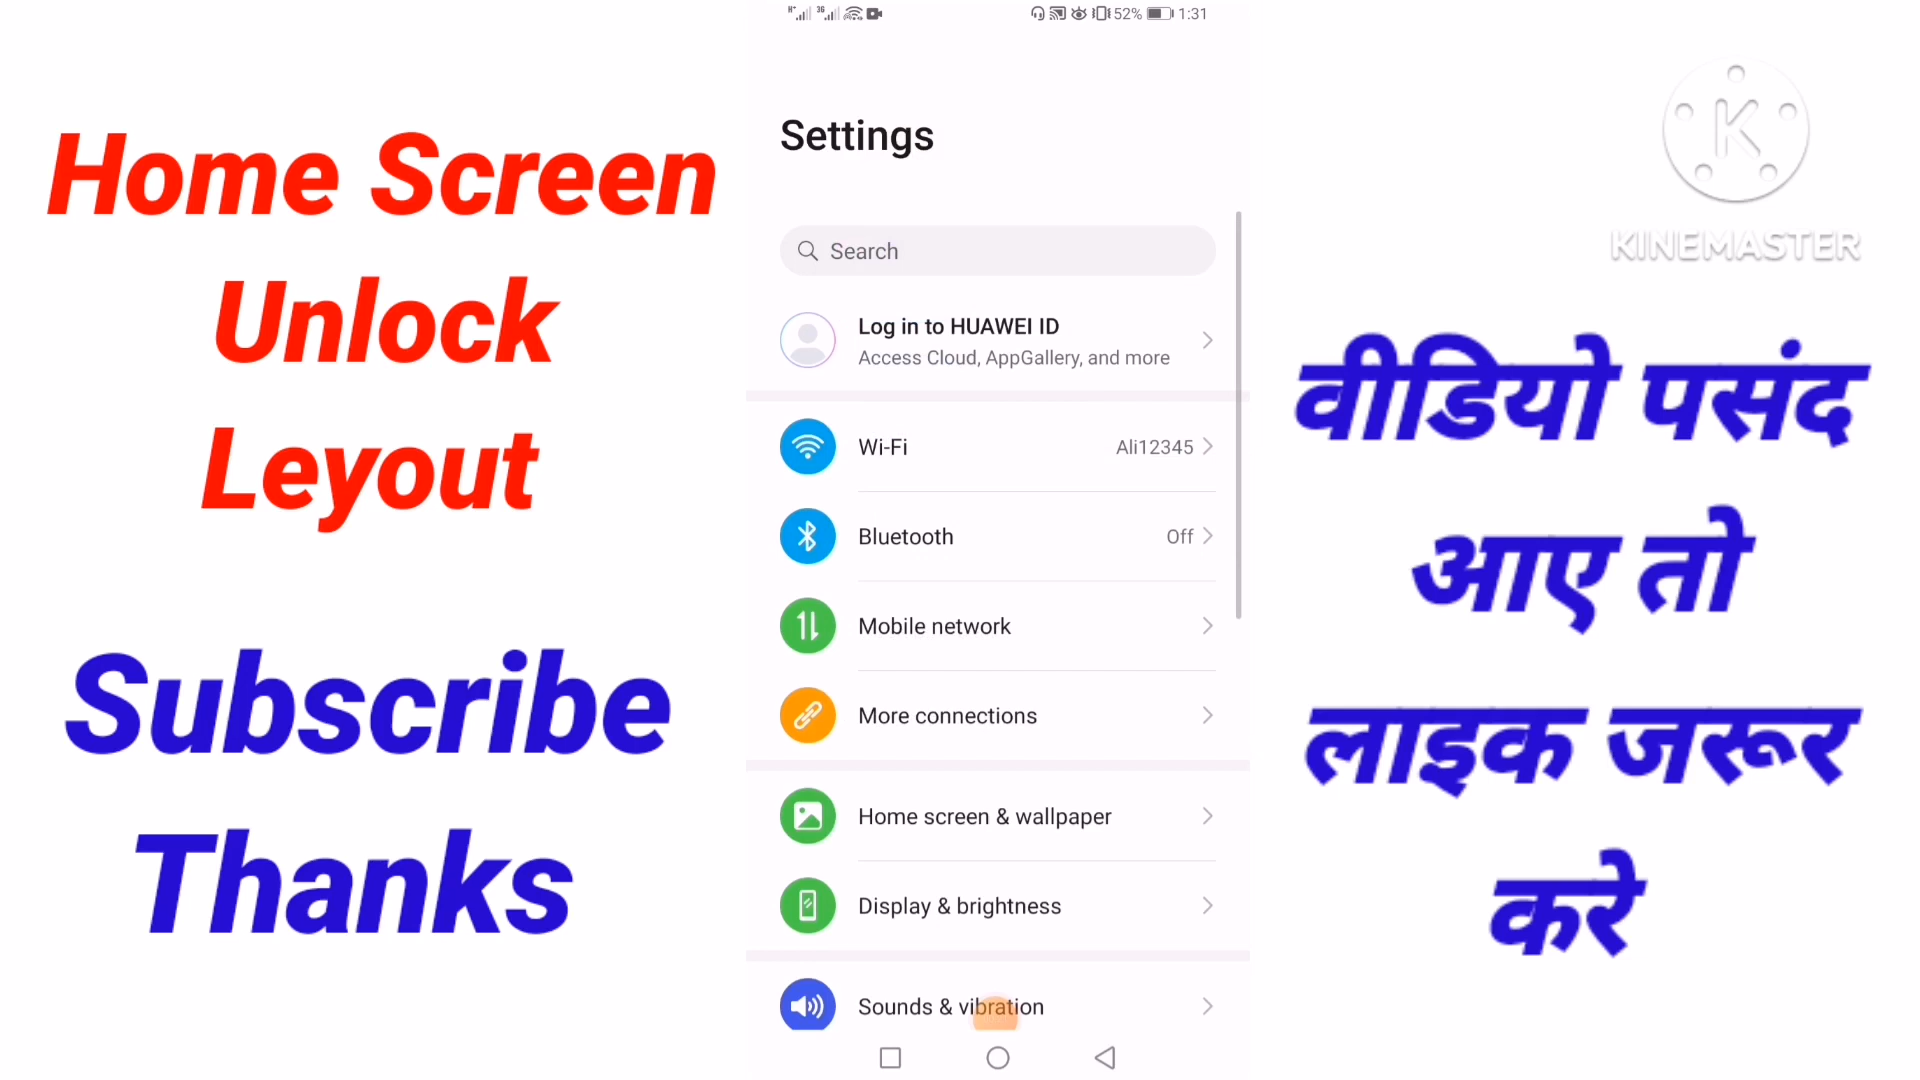 Home Screen
Unlock
Leyout
Subscribe
Thanks
H+ 3G 52% 1:31
Settings
Search
Log in to HUAWEI ID
Access Cloud, AppGallery, and more
Wi-Fi Ali12345
Bluetooth Off
Mobile network
More connections
Home screen & wallpaper
Display & brightness
Sounds & vibration
K
KINEMASTER
वीडियो पसंद
आए तो
लाइक जरूर
करे